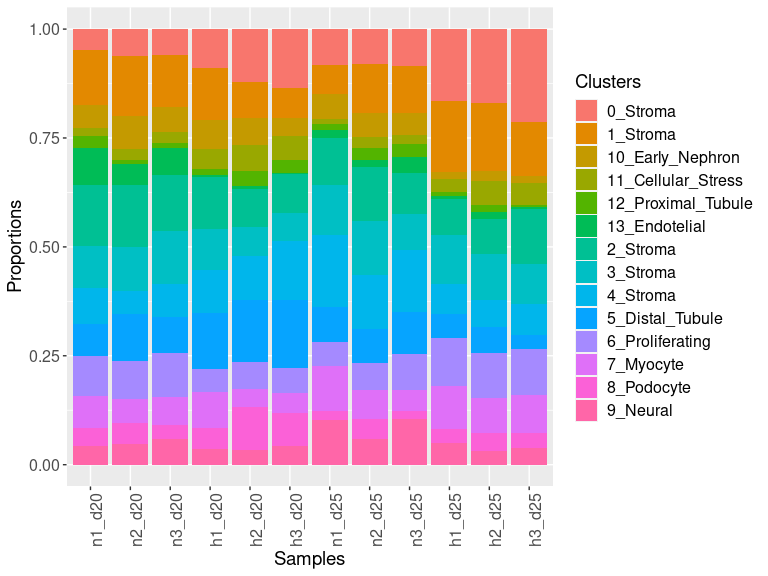 1.00
0.75
0.50
0.25
0.00
Proportions
n1_d20
n2_d20
n3_d20
h1_d20
h2_d20
h3_d20
n1_d25
n2_d25
n3_d25
h1_d25
h2_d25
h3_d25
Samples
Clusters
0_Stroma
1_Stroma
10_Early_Nephron
11_Cellular_Stress
12_Proximal_Tubule
13_Endotelial
2_Stroma
3_Stroma
4_Stroma
5_Distal_Tubule
6_Proliferating
7_Myocyte
8_Podocyte
9_Neural